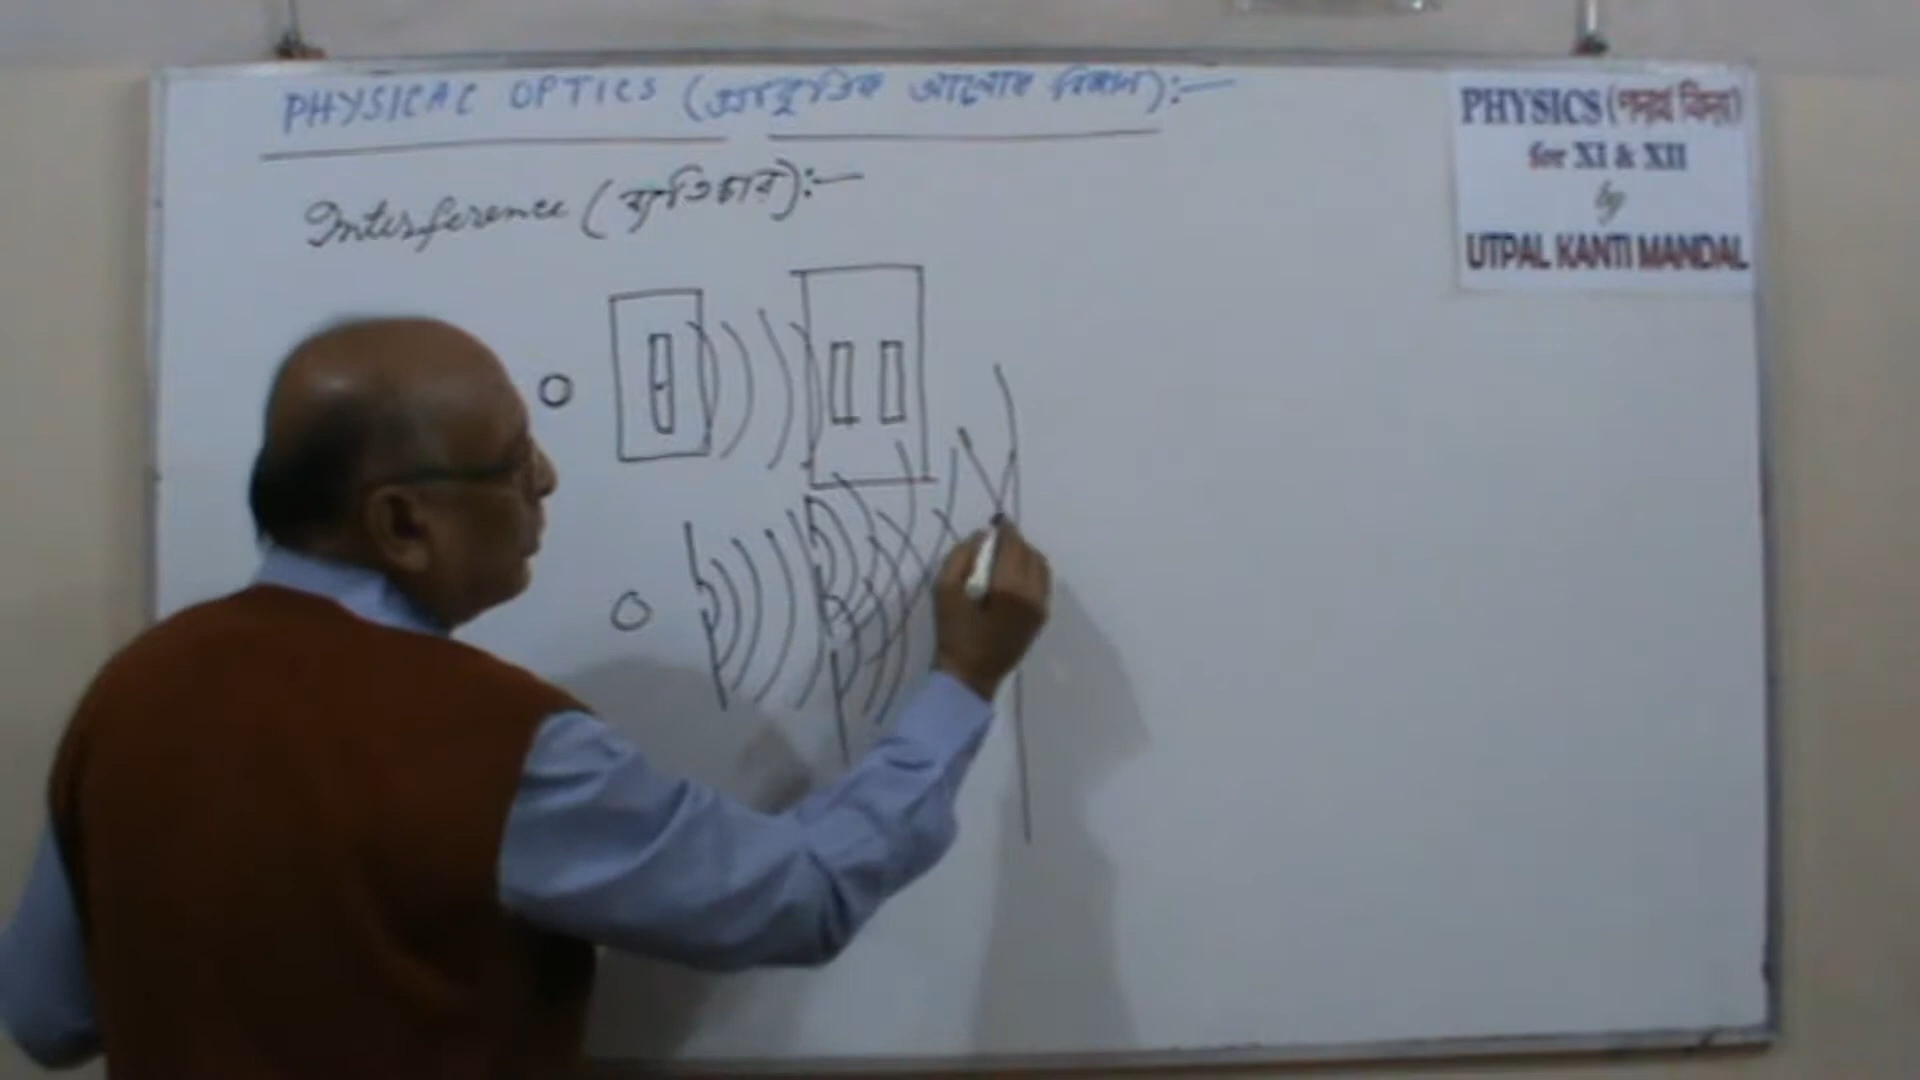 PHYSICAL OPTICS (প্রাকৃতিক আলোক বিজ্ঞান):—
Interference (ব্যতিচার):—
PHYSICS (পদার্থ বিদ্যা)
for XI & XII
by
UTPAL KANTI MANDAL